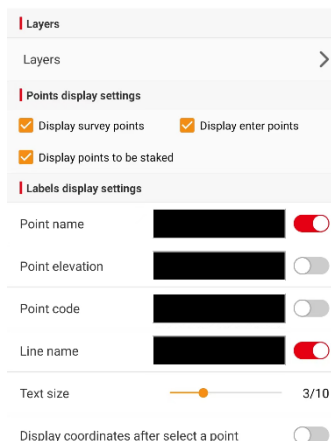 Layers
Layers
Points display settings
Display survey points Display enter points
Display points to be staked
Labels display settings
Point name
Point elevation
Point code
Line name
Text size 3/10
Display coordinates after select a point